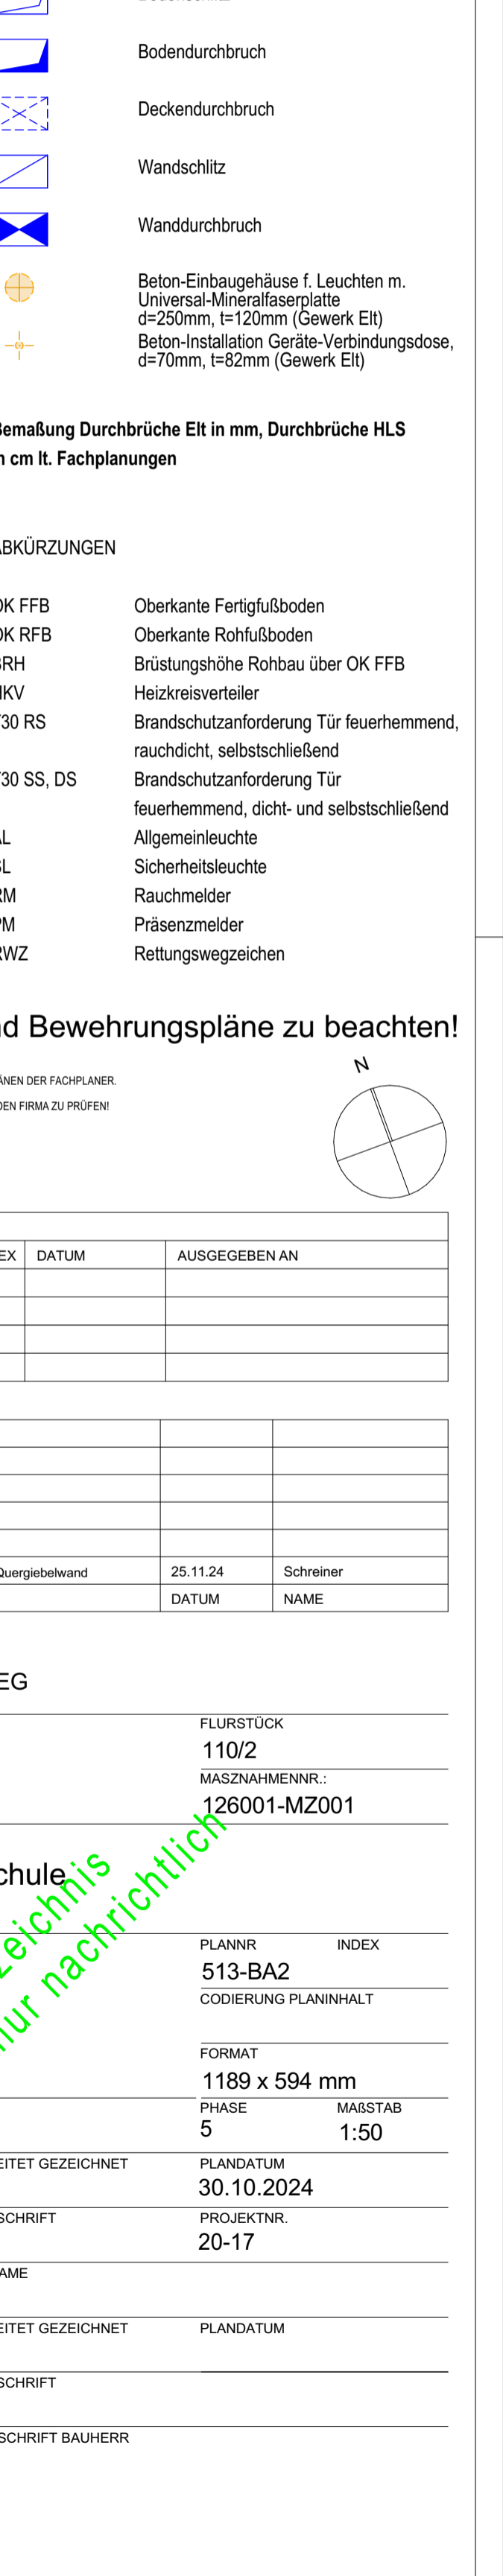 Bodendurchbruch
Deckendurchbruch
Wandschlitz
Wanddurchbruch
Beton-Einbaugehäuse f. Leuchten m.
Universal-Mineralfaserplatte
d=250mm, t=120mm (Gewerk Elt)
Beton-Installation Geräte-Verbindungsdose,
d=70mm, t=82mm (Gewerk Elt)
Bemaßung Durchbrüche Elt in mm, Durchbrüche HLS
n cm lt. Fachplanungen
ABKÜRZUNGEN
OK FFB Oberkante Fertigfußboden
OK RFB Oberkante Rohfußboden
BRH Brüstungshöhe Rohbau über OK FFB
HKV Heizkreisverteiler
T30 RS Brandschutzanforderung Tür feuerhemmend,
rauchdicht, selbstschließend
T30 SS, DS Brandschutzanforderung Tür
feuerhemmend, dicht- und selbstschließend
AL Allgemeinleuchte
SL Sicherheitsleuchte
RM Rauchmelder
PM Präsenzmelder
RWZ Rettungswegzeichen
d Bewehrungspläne zu beachten!
N
ÄNEN DER FACHPLANER.
DEN FIRMA ZU PRÜFEN!
EX DATUM AUSGEGEBEN AN
Quergiebelwand 25.11.24 Schreiner
DATUM NAME
EG
FLURSTÜCK
110/2
MASZNAHMENNR.:
126001-MZ001
chule
zeichnis
nur nachrichtlich
PLANNR INDEX
513-BA2
CODIERUNG PLANINHALT
FORMAT
1189 x 594 mm
PHASE MAßSTAB
5 1:50
EITET GEZEICHNET PLANDATUM
30.10.2024
SCHRIFT PROJEKTNR.
20-17
AME
EITET GEZEICHNET PLANDATUM
SCHRIFT
SCHRIFT BAUHERR